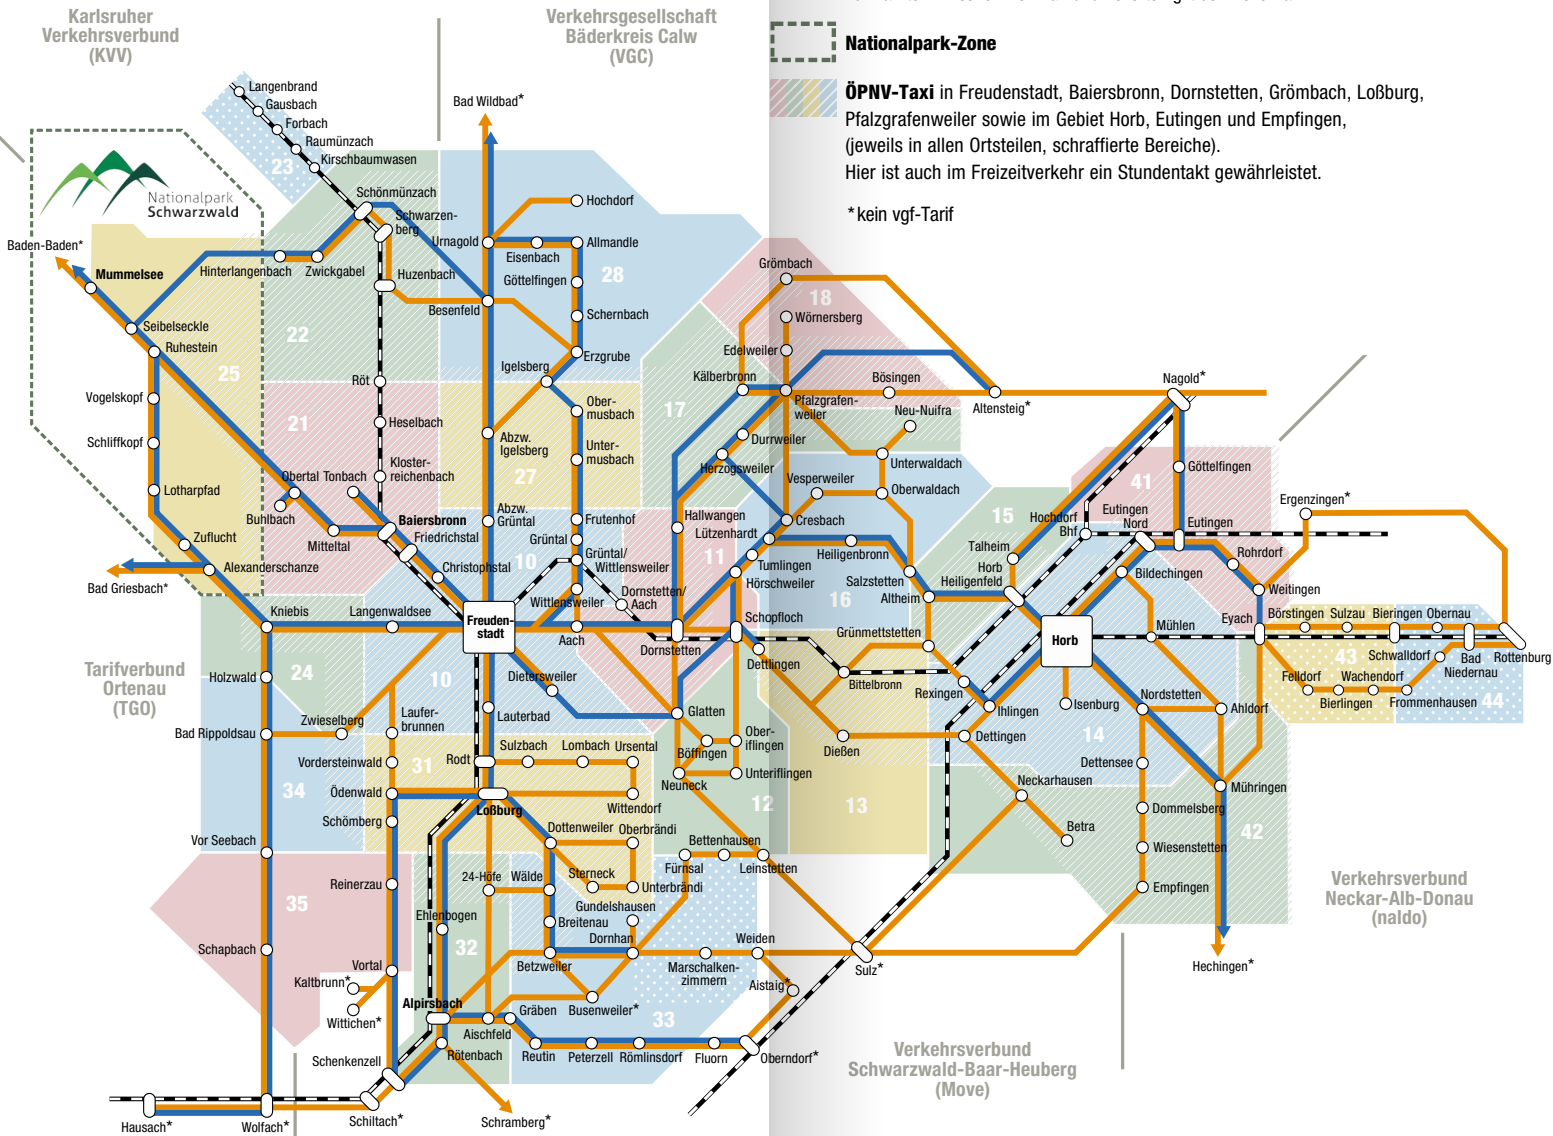 Karlsruher
Verkehrsverbund
(KVV)
Verkehrsgesellschaft
Bäderkreis Calw
(VGC)
Nationalpark-Zone
ÖPNV-Taxi in Freudenstadt, Baiersbronn, Dornstetten, Grömbach, Loßburg,
Pfalzgrafenweiler sowie im Gebiet Horb, Eutingen und Empfingen,
(jeweils in allen Ortsteilen, schraffierte Bereiche).
Hier ist auch im Freizeitverkehr ein Stundentakt gewährleistet.
*kein vgf-Tarif
Langenbrand
Gausbach
Forbach
Raumünzach
Kirschbaumwasen
23
Bad Wildbad*
Nationalpark
Schwarzwald
Schönmünzach
Schwarzen-
berg
Hochdorf
Baden-Baden*
Mummelsee
Hinterlangenbach
Zwickgabel
Huzenbach
Urnagold
Eisenbach
Allmandle
Göttelfingen
28
Besenfeld
Schernbach
Grömbach
18
Wörnersberg
Seibelseckle
Ruhestein
22
25
Erzgrube
Edelweiler
Igelsberg
Kälberbronn
Bösingen
Nagold*
Röt
Vogelskopf
Ober-
musbach
17
Pfalzgrafen-
weiler
Altensteig*
Neu-Nuifra
21
Heselbach
Schliffkopf
Abzw.
Igelsberg
Unter-
musbach
Durrweiler
Herzogsweiler
Unterwaldach
Göttelfingen
Kloster-
reichenbach
Obertal
Tonbach
27
Vesperweiler
Oberwaldach
41
Ergenzingen*
Lotharpfad
Buhlbach
Abzw.
Grüntal
Frutenhof
Hallwangen
Lützenhardt
Cresbach
15
Hochdorf
Bhf
Eutingen
Nord
Eutingen
Baiersbronn
Friedrichstal
Mitteltal
Grüntal
Grüntal/
Wittlensweiler
10
11
Heiligenbronn
Talheim
Rohrdorf
Zuflucht
Alexanderschanze
Christophstal
Tumlingen
Hörschweiler
Salzstetten
Horb
Heiligenfeld
Bildechingen
Weitingen
Bad Griesbach*
Wittlensweiler
Dornstetten/
Aach
16
Altheim
Kniebis
Langenwaldsee
Freuden-
stadt
Aach
Dornstetten
Schopfloch
Grünmettstetten
Horb
Mühlen
Eyach
Börstingen
Sulzau
Bieringen
Obernau
Tarifverbund
Ortenau
(TGO)
24
Holzwald
10
Dietersweiler
Dettlingen
Bittelbronn
Rexingen
43
Schwalldorf
Bad
Niedernau
Rottenburg
Felldorf
Wachendorf
Bierlingen
Frommenhausen
44
Zwieselberg
Bad Rippoldsau
Laufer-
brunnen
Lauterbad
Glatten
Ihlingen
Isenburg
Nordstetten
Ahldorf
Ober-
iflingen
Böffingen
Dießen
Dettingen
14
Rodt
Sulzbach
Lombach
Ursental
Vordersteinwald
31
Unteriflingen
Neuneck
Dettensee
Neckarhausen
Mühringen
34
Ödenwald
Loßburg
Wittendorf
12
13
Dommelsberg
42
Schömberg
Dottenweiler
Oberbrändi
Bettenhausen
Betra
Wiesenstetten
Vor Seebach
Fürnsal
Leinstetten
Reinerzau
24-Höfe
Wälde
Sterneck
Unterbrändi
Empfingen
Verkehrsverbund
Neckar-Alb-Donau
(naldo)
35
Ehlenbogen
Gundelshausen
Breitenau
Schapbach
32
Dornhan
Weiden
Betzweiler
Marschalken-
zimmern
Sulz*
Hechingen*
Vortal
Kaltbrunn*
Aistaig*
Wittichen*
Alpirsbach
Gräben
Busenweiler*
33
Aischfeld
Rötenbach
Reutin
Peterzell
Römlinsdorf
Fluorn
Oberndorf*
Schenkenzell
Verkehrsverbund
Schwarzwald-Baar-Heuberg
(Move)
Hausach*
Wolfach*
Schiltach*
Schramberg*